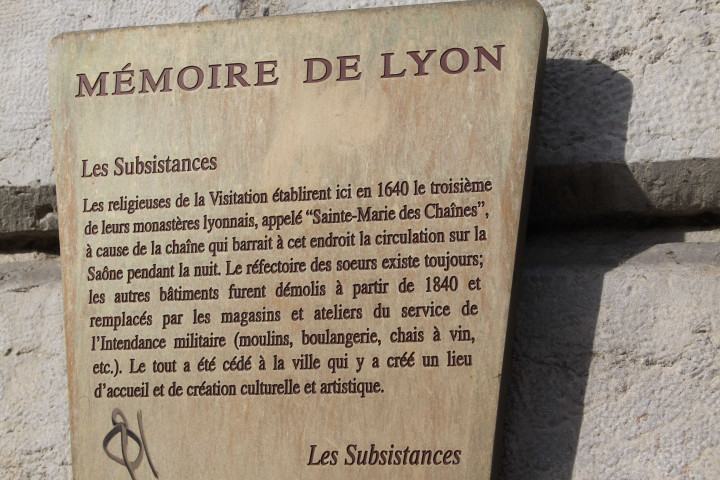 MÉMOIRE DE LYON
Les Subsistances
Les religieuses de la Visitation établirent ici en 1640 le troisième
de leurs monastères lyonnais, appelé “Sainte-Marie des Chaînes”,
à cause de la chaîne qui barrait à cet endroit la circulation sur la
Saône pendant la nuit. Le réfectoire des soeurs existe toujours;
les autres bâtiments furent démolis à partir de 1840 et
remplacés par les magasins et ateliers du service de
l’Intendance militaire (moulins, boulangerie, chais à vin,
etc.). Le tout a été cédé à la ville qui y a créé un lieu
d’accueil et de création culturelle et artistique.
Les Subsistances